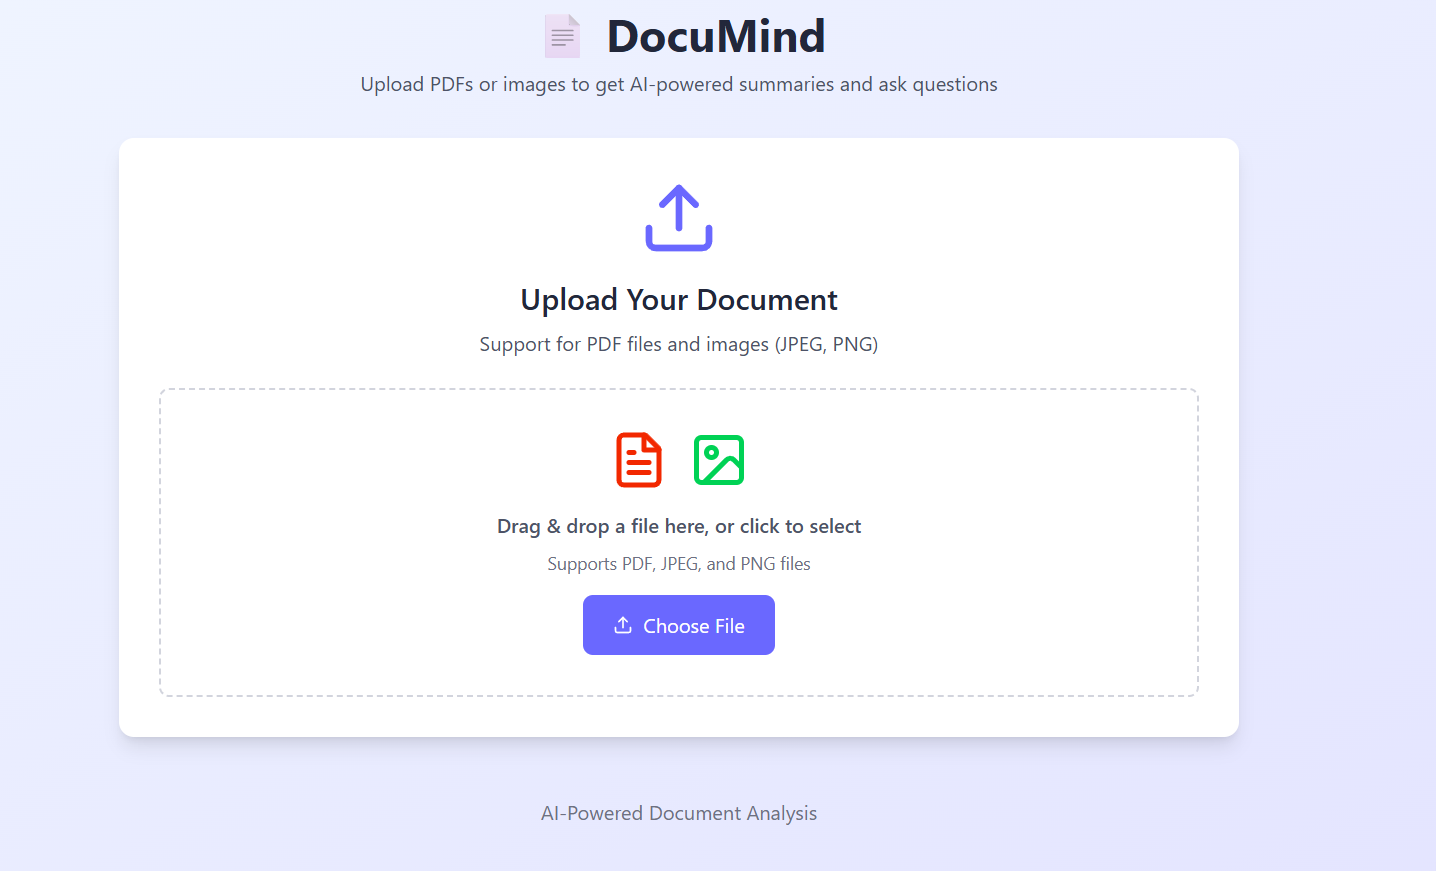 DocuMind
Upload PDFs or images to get AI-powered summaries and ask questions
Upload Your Document
Support for PDF files and images (JPEG, PNG)
Drag & drop a file here, or click to select
Supports PDF, JPEG, and PNG files
Choose File
AI-Powered Document Analysis